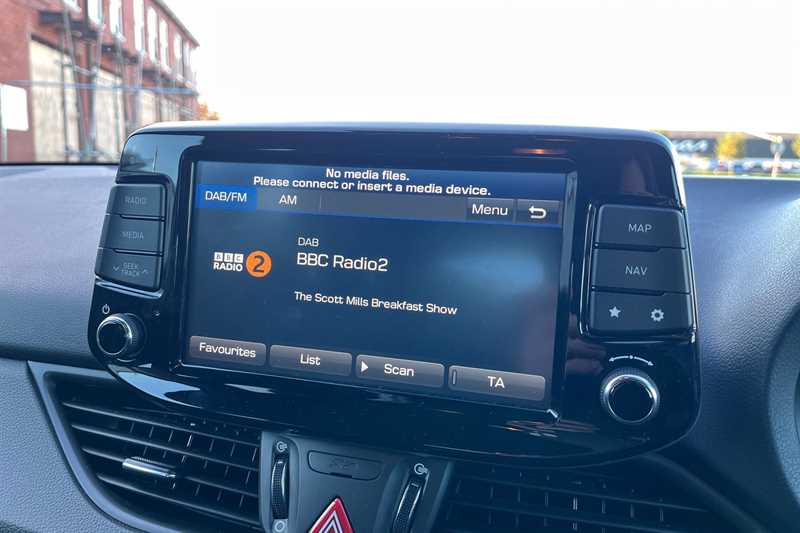 No media files.
Please connect or insert a media device.
DAB/FM AM Menu
BBC
RADIO 2
DAB
BBC Radio2
The Scott Mills Breakfast Show
Favourites List Scan TA
RADIO
MEDIA
SEEK
TRACK
MAP
NAV